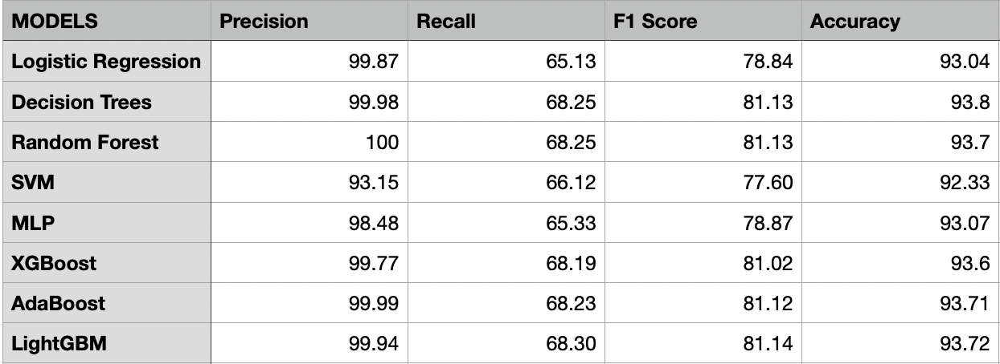 MODELS Precision Recall F1 Score Accuracy
Logistic Regression 99.87 65.13 78.84 93.04
Decision Trees 99.98 68.25 81.13 93.8
Random Forest 100 68.25 81.13 93.7
SVM 93.15 66.12 77.60 92.33
MLP 98.48 65.33 78.87 93.07
XGBoost 99.77 68.19 81.02 93.6
AdaBoost 99.99 68.23 81.12 93.71
LightGBM 99.94 68.30 81.14 93.72